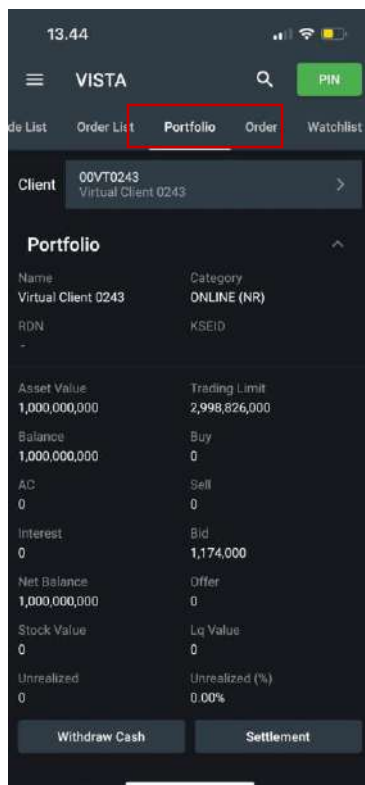 13.44
VISTA
PIN
de List Order List Portfolio Order Watchlist
Client
00VT0243
Virtual Client 0243
Portfolio
Name Category
Virtual Client 0243 ONLINE (NR)
RDN KSEID
-
Asset Value Trading Limit
1,000,000,000 2,998,826,000
Balance Buy
1,000,000,000 0
AC Sell
0 0
Interest Bid
0 1,174,000
Net Balance Offer
1,000,000,000 0
Stock Value Lq Value
0 0
Unrealized Unrealized (%)
0 0.00%
Withdraw Cash Settlement